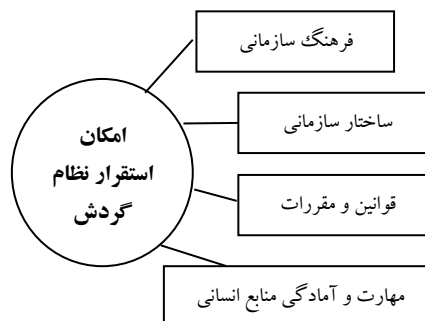 فرهنگ سازمانی
ساختار سازمانی
امکان
استقرار نظام
گردش
قوانین و مقررات
مهارت و آمادگی منابع انسانی